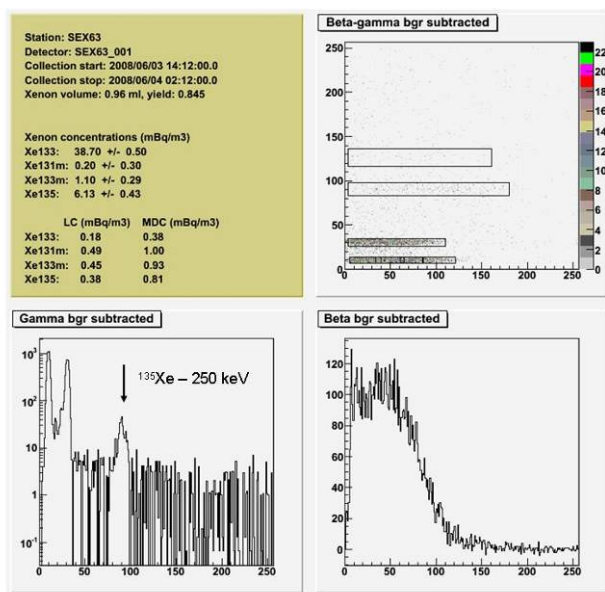 Station: SEX63
Detector: SEX63_001
Collection start: 2008/06/03 14:12:00.0
Collection stop: 2008/06/04 02:12:00.0
Xenon volume: 0.96 ml, yield: 0.845
Xenon concentrations (mBq/m3)
Xe133: 38.70 +/- 0.50
Xe131m: 0.20 +/- 0.30
Xe133m: 1.10 +/- 0.29
Xe135: 6.13 +/- 0.43
LC (mBq/m3) MDC (mBq/m3)
Xe133: 0.18 0.38
Xe131m: 0.49 1.00
Xe133m: 0.45 0.93
Xe135: 0.38 0.81
Beta-gamma bgr subtracted
250
200
150
100
50
0
0 50 100 150 200 250
22
20
18
16
14
12
10
8
6
4
2
0
Gamma bgr subtracted
¹³⁵Xe – 250 keV
10³
10²
10
1
10⁻¹
0 50 100 150 200 250
Beta bgr subtracted
120
100
80
60
40
20
0
0 50 100 150 200 250